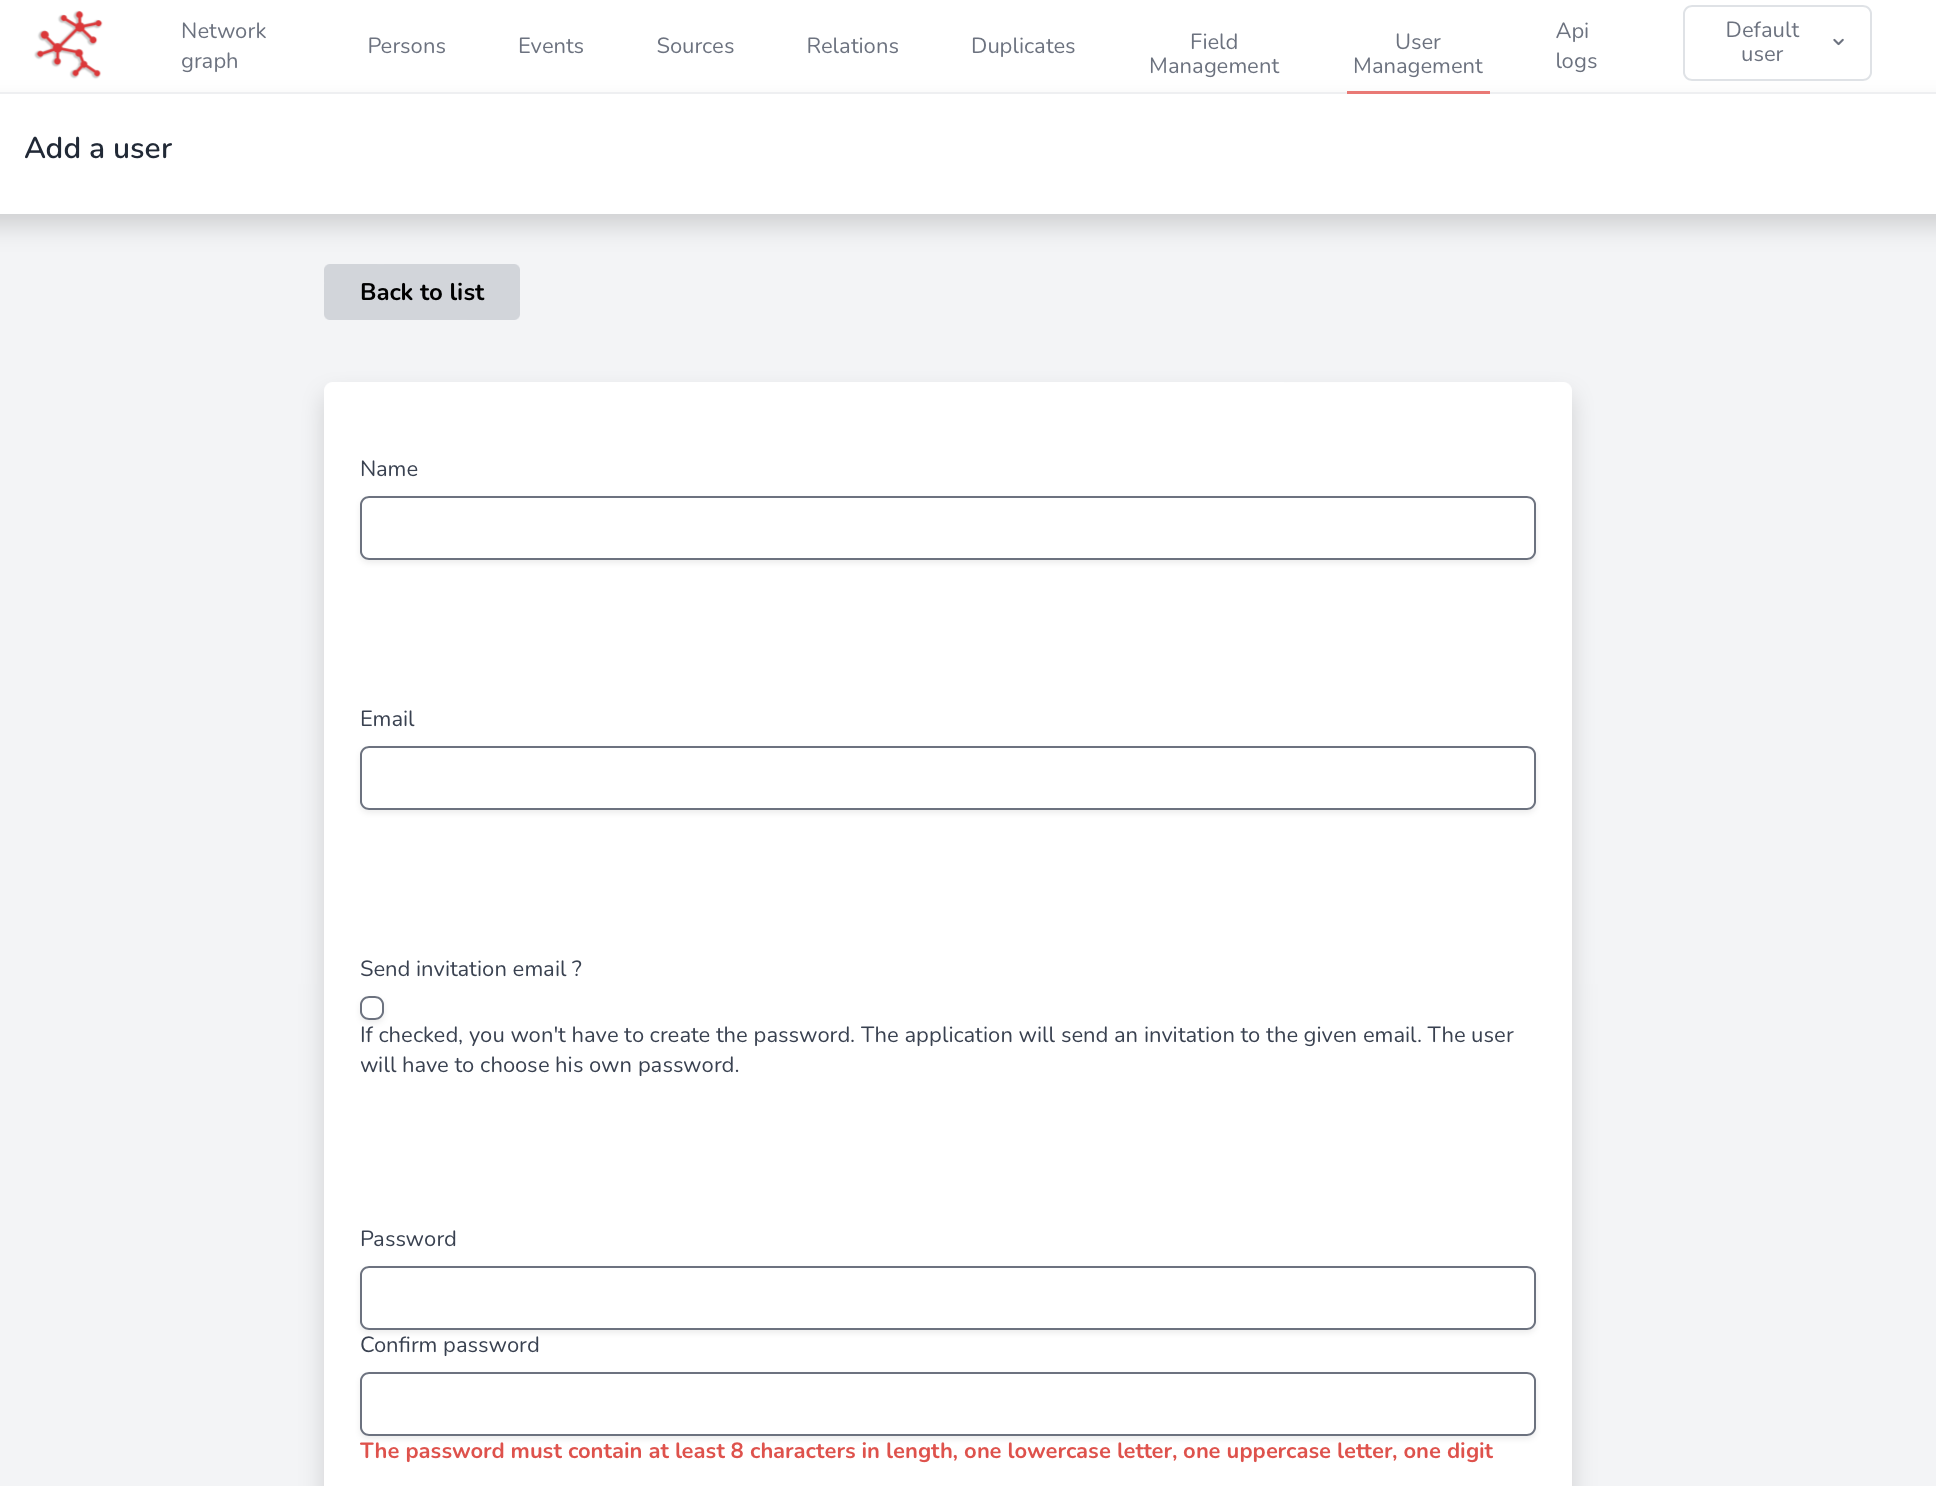 Network
graph
Persons
Events
Sources
Relations
Duplicates
Field
Management
User
Management
Api
logs
Default
user
Add a user
Back to list
Name
Email
Send invitation email ?
If checked, you won't have to create the password. The application will send an invitation to the given email. The user
will have to choose his own password.
Password
Confirm password
The password must contain at least 8 characters in length, one lowercase letter, one uppercase letter, one digit